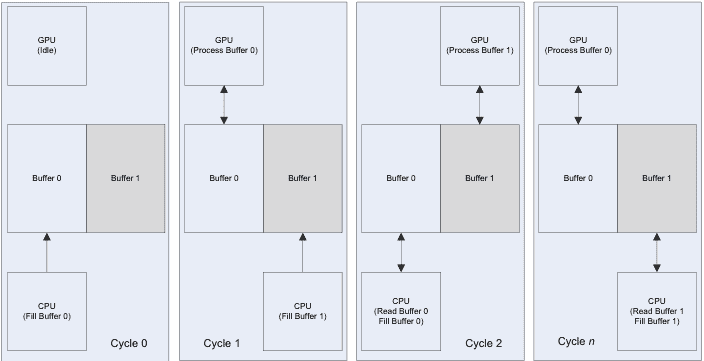 GPU
(Idle)
Buffer 0
Buffer 1
CPU
(Fill Buffer 0)
Cycle 0
GPU
(Process Buffer 0)
Buffer 0
Buffer 1
CPU
(Fill Buffer 1)
Cycle 1
GPU
(Process Buffer 1)
Buffer 0
Buffer 1
CPU
(Read Buffer 0
Fill Buffer 0)
Cycle 2
GPU
(Process Buffer 0)
Buffer 0
Buffer 1
CPU
(Read Buffer 1
Fill Buffer 1)
Cycle n